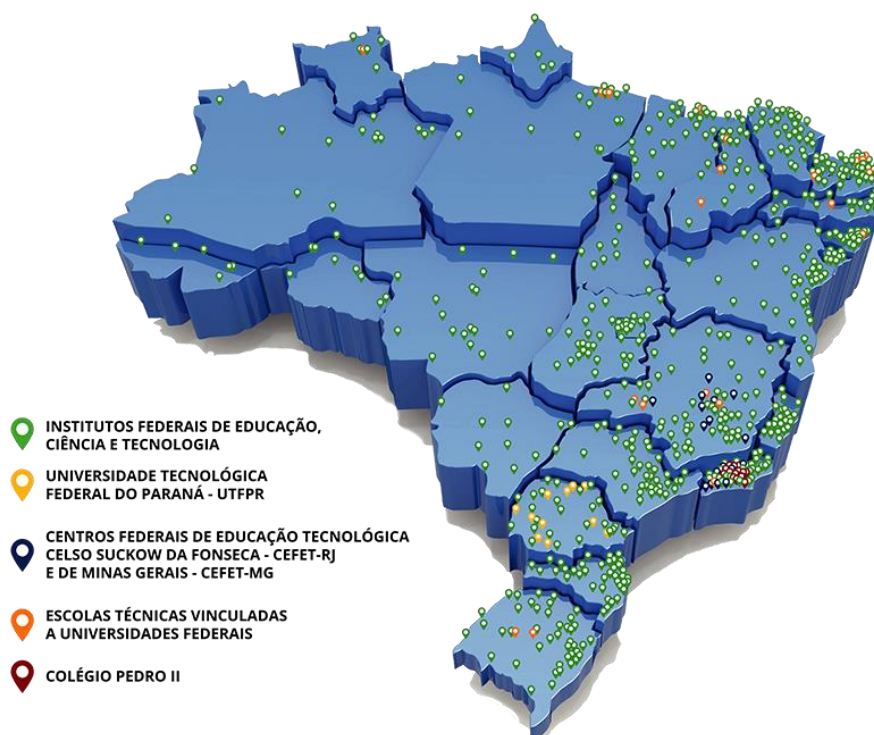 INSTITUTOS FEDERAIS DE EDUCAÇÃO,
CIÊNCIA E TECNOLOGIA
UNIVERSIDADE TECNOLÓGICA
FEDERAL DO PARANÁ - UTFPR
CENTROS FEDERAIS DE EDUCAÇÃO TECNOLÓGICA
CELSO SUCKOW DA FONSECA - CEFET-RJ
E DE MINAS GERAIS - CEFET-MG
ESCOLAS TÉCNICAS VINCULADAS
A UNIVERSIDADES FEDERAIS
COLÉGIO PEDRO II